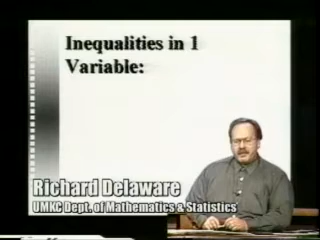 Inequalities in 1
Variable:
Richard Delaware
UMKC Dept. of Mathematics & Statistics